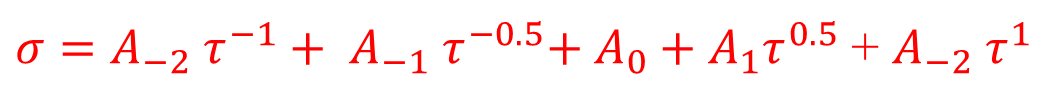 σ = A₋₂ τ⁻¹ + A₋₁ τ⁻⁰·⁵ + A₀ + A₁τ⁰·⁵ + A₋₂ τ¹